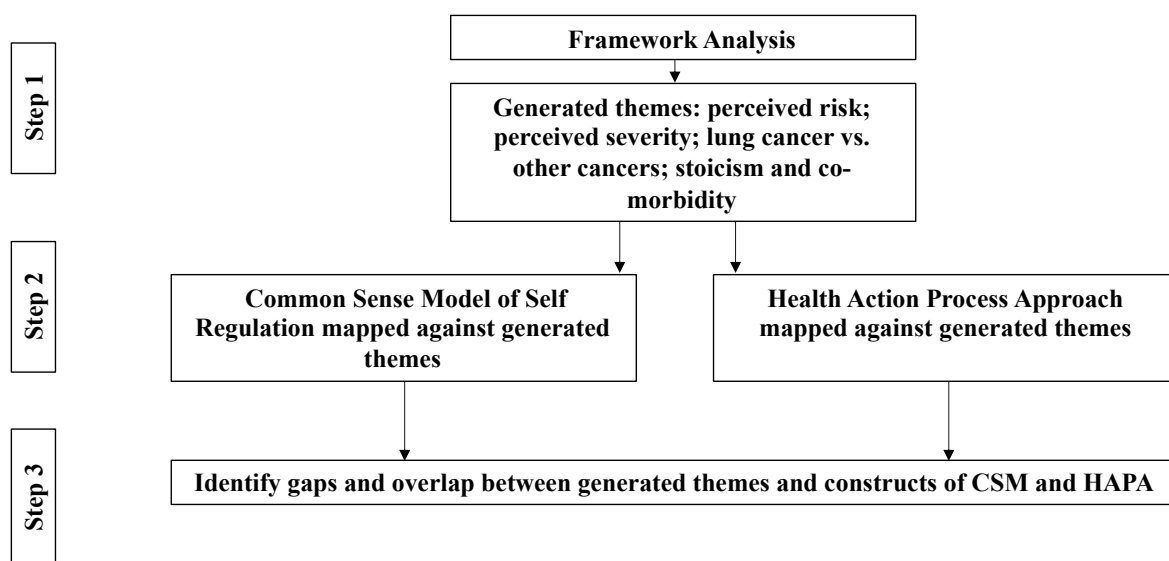 Step 1
Framework Analysis
Generated themes: perceived risk;
perceived severity; lung cancer vs.
other cancers; stoicism and co-
morbidity
Step 2
Common Sense Model of Self
Regulation mapped against generated
themes
Health Action Process Approach
mapped against generated themes
Step 3
Identify gaps and overlap between generated themes and constructs of CSM and HAPA